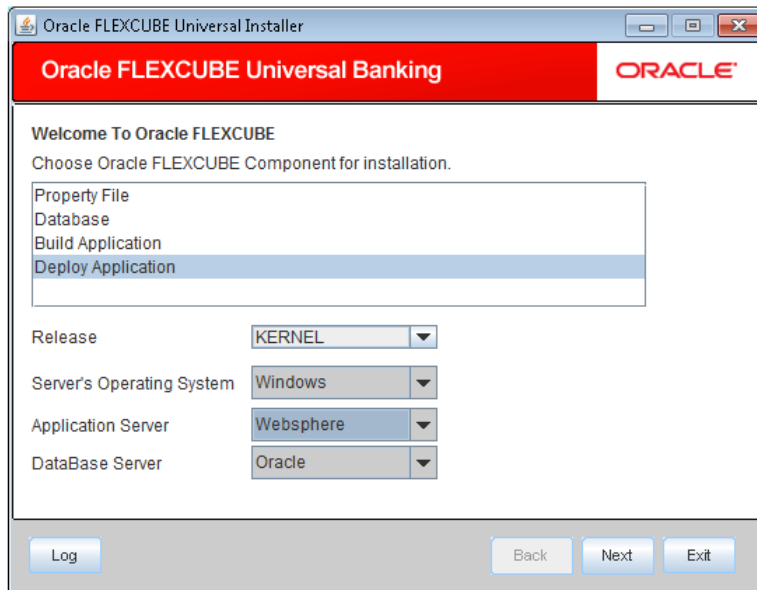 Oracle FLEXCUBE Universal Installer
Oracle FLEXCUBE Universal Banking
ORACLE
Welcome To Oracle FLEXCUBE
Choose Oracle FLEXCUBE Component for installation.
Property File
Database
Build Application
Deploy Application
Release KERNEL
Server's Operating System Windows
Application Server Websphere
DataBase Server Oracle
Log Back Next Exit